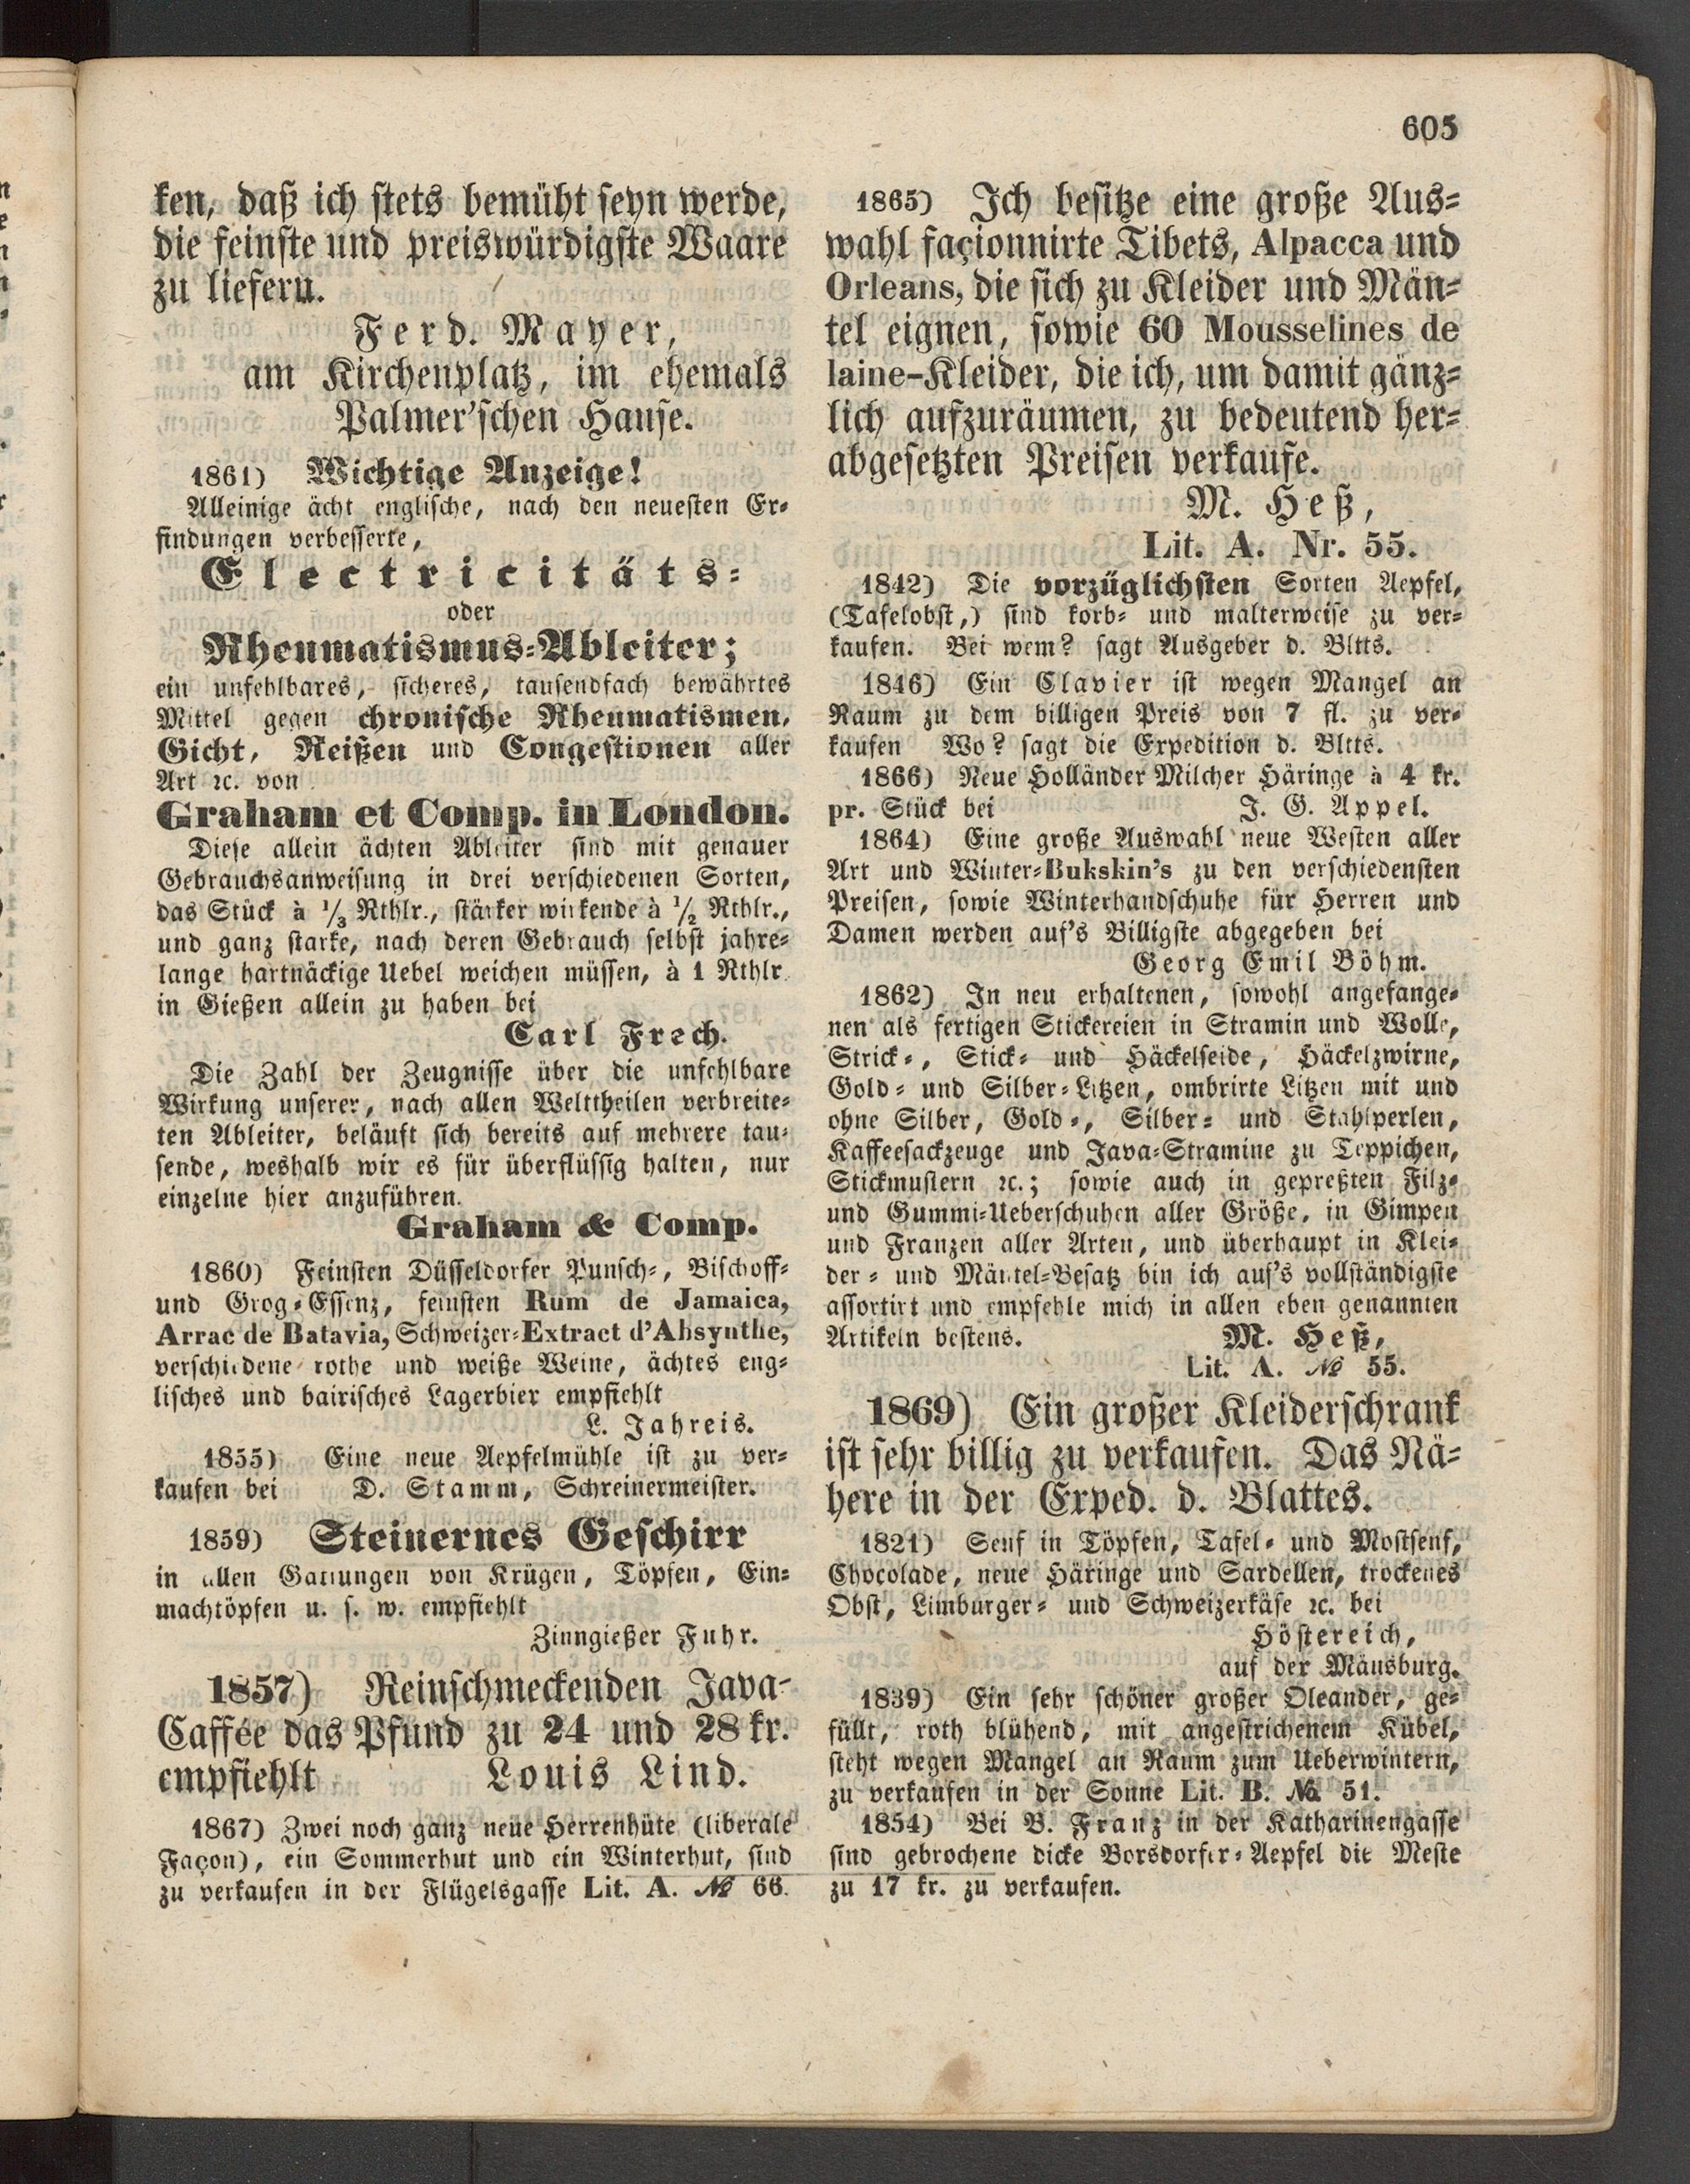 605
ken, daß ich stets bemüht seyn werde,
die feinste und preiswürdigste Waare
zu liefern.
Ferd. Mayer,
am Kirchenplatz, im ehemals
Palmer'schen Hause.
1861) Wichtige Anzeige!
Alleinige ächt englische, nach den neuesten Er-
findungen verbesserte,
Electricitäts-
oder
Rheumatismus-Ableiter;
ein unfehlbares, sicheres, tausendfach bewährtes
Mittel gegen chronische Rheumatismen,
Gicht, Reißen und Congestionen aller
Art ꝛc. von
Graham et Comp. in London.
Diese allein ächten Ableiter sind mit genauer
Gebrauchsanweisung in drei verschiedenen Sorten,
das Stück à 1/3 Rthlr., stärker wirkende à 1/2 Rthlr.,
und ganz starke, nach deren Gebrauch selbst jahre-
lange hartnäckige Uebel weichen müssen, à 1 Rthlr
in Gießen allein zu haben bei
Carl Frech.
Die Zahl der Zeugnisse über die unfehlbare
Wirkung unserer, nach allen Welttheilen verbreite-
ten Ableiter, beläuft sich bereits auf mehrere tau-
sende, weshalb wir es für überflüssig halten, nur
einzelne hier anzuführen.
Graham & Comp.
1860) Feinsten Düsseldorfer Punsch-, Bischoff-
und Grog-Essenz, feinsten Rum de Jamaica,
Arrac de Batavia, Schweizer-Extract d'Absynthe,
verschiedene rothe und weiße Weine, ächtes eng-
lisches und bairisches Lagerbier empfiehlt
L. Jahreis.
1855) Eine neue Aepfelmühle ist zu ver-
kaufen bei D. Stamm, Schreinermeister.
1859) Steinernes Geschirr
in allen Gattungen von Krügen, Töpfen, Ein-
machtöpfen u. s. w. empfiehlt
Zinngießer Fuhr.
1857) Reinschmeckenden Java-
Caffée das Pfund zu 24 und 28 kr.
empfiehlt Louis Lind.
1867) Zwei noch ganz neue Herrenhüte (liberale
Façon), ein Sommerhut und ein Winterhut, sind
zu verkaufen in der Flügelsgasse Lit. A. № 66.
1865) Ich besitze eine große Aus-
wahl façionnirte Tibets, Alpacca und
Orleans, die sich zu Kleider und Män-
tel eignen, sowie 60 Mousselines de
laine-Kleider, die ich, um damit gänz-
lich aufzuräumen, zu bedeutend her-
abgesetzten Preisen verkaufe.
M. Heß,
Lit. A. Nr. 55.
1842) Die vorzüglichsten Sorten Aepfel,
(Tafelobst,) sind korb- und malterweise zu ver-
kaufen. Bei wem? sagt Ausgeber d. Bltts.
1846) Ein Clavier ist wegen Mangel an
Raum zu dem billigen Preis von 7 fl. zu ver-
kaufen Wo? sagt die Expedition d. Bltts.
1866) Neue Holländer Milcher Häringe à 4 kr.
pr. Stück bei J. G. Appel.
1864) Eine große Auswahl neue Westen aller
Art und Winter-Bukskin's zu den verschiedensten
Preisen, sowie Winterhandschuhe für Herren und
Damen werden auf's Billigste abgegeben bei
Georg Emil Böhm.
1862) In neu erhaltenen, sowohl angefange-
nen als fertigen Stickereien in Stramin und Wolle,
Strick-, Stick- und Häckelseide, Häckelzwirne,
Gold- und Silber-Litzen, ombrirte Litzen mit und
ohne Silber, Gold-, Silber- und Stahlperlen,
Kaffeesackzeuge und Java-Stramine zu Teppichen,
Stickmustern ꝛc.; sowie auch in gepreßten Filz-
und Gummi-Ueberschuhen aller Größe, in Gimpen
und Franzen aller Arten, und überhaupt in Klei-
der- und Mäntel-Besatz bin ich auf's vollständigste
assortirt und empfehle mich in allen eben genannten
Artikeln bestens. M. Heß,
Lit. A. № 55.
1869) Ein großer Kleiderschrank
ist sehr billig zu verkaufen. Das Nä-
here in der Exped. d. Blattes.
1821) Senf in Töpfen, Tafel- und Mostsenf,
Chocolade, neue Häringe und Sardellen, trockenes
Obst, Limburger- und Schweizerkäse ꝛc. bei
Höstereich,
auf der Mäusburg.
1839) Ein sehr schöner großer Oleander, ge-
füllt, roth blühend, mit angestrichenem Kübel,
steht wegen Mangel an Raum zum Ueberwintern,
zu verkaufen in der Sonne Lit. B. №. 51.
1854) Bei B. Franz in der Katharinengasse
sind gebrochene dicke Borsdorfer-Aepfel die Meste
zu 17 kr. zu verkaufen.